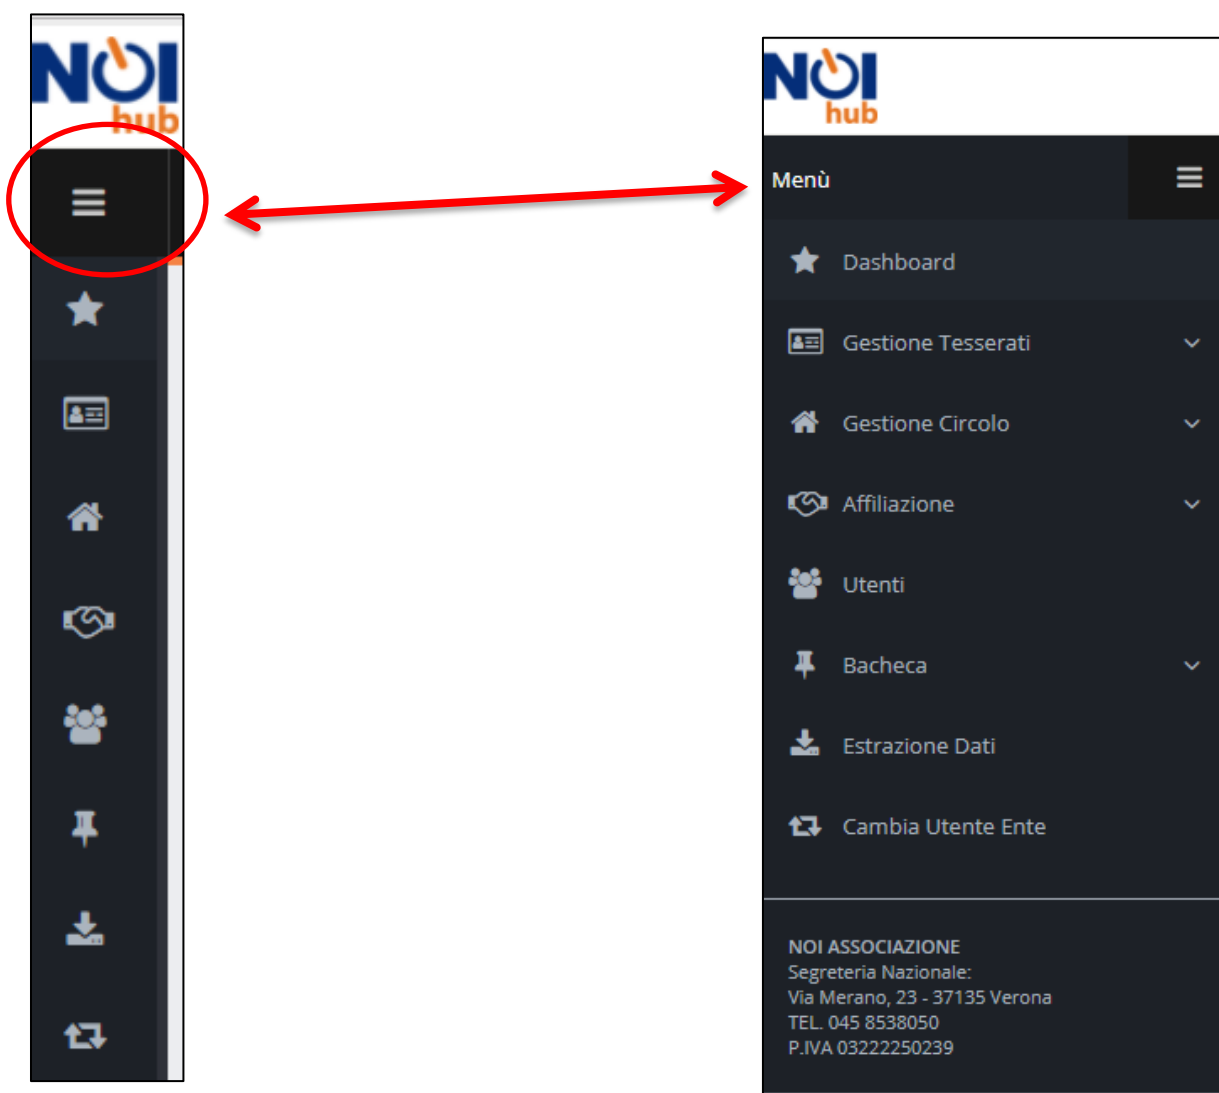 NOI
hub
NOI
hub
Menù
Dashboard
Gestione Tesserati
Gestione Circolo
Affiliazione
Utenti
Bacheca
Estrazione Dati
Cambia Utente Ente
NOI ASSOCIAZIONE
Segreteria Nazionale:
Via Merano, 23 - 37135 Verona
TEL. 045 8538050
P.IVA 03222250239